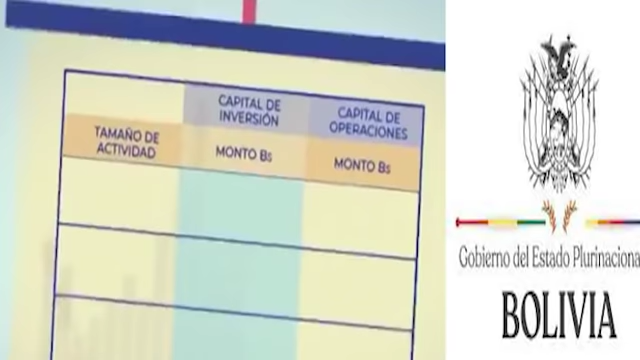 CAPITAL DE
INVERSIÓN
CAPITAL DE
OPERACIONES
TAMAÑO DE
ACTIVIDAD
MONTO Bs
MONTO Bs
Gobierno del Estado Plurinaciona
BOLIVIA